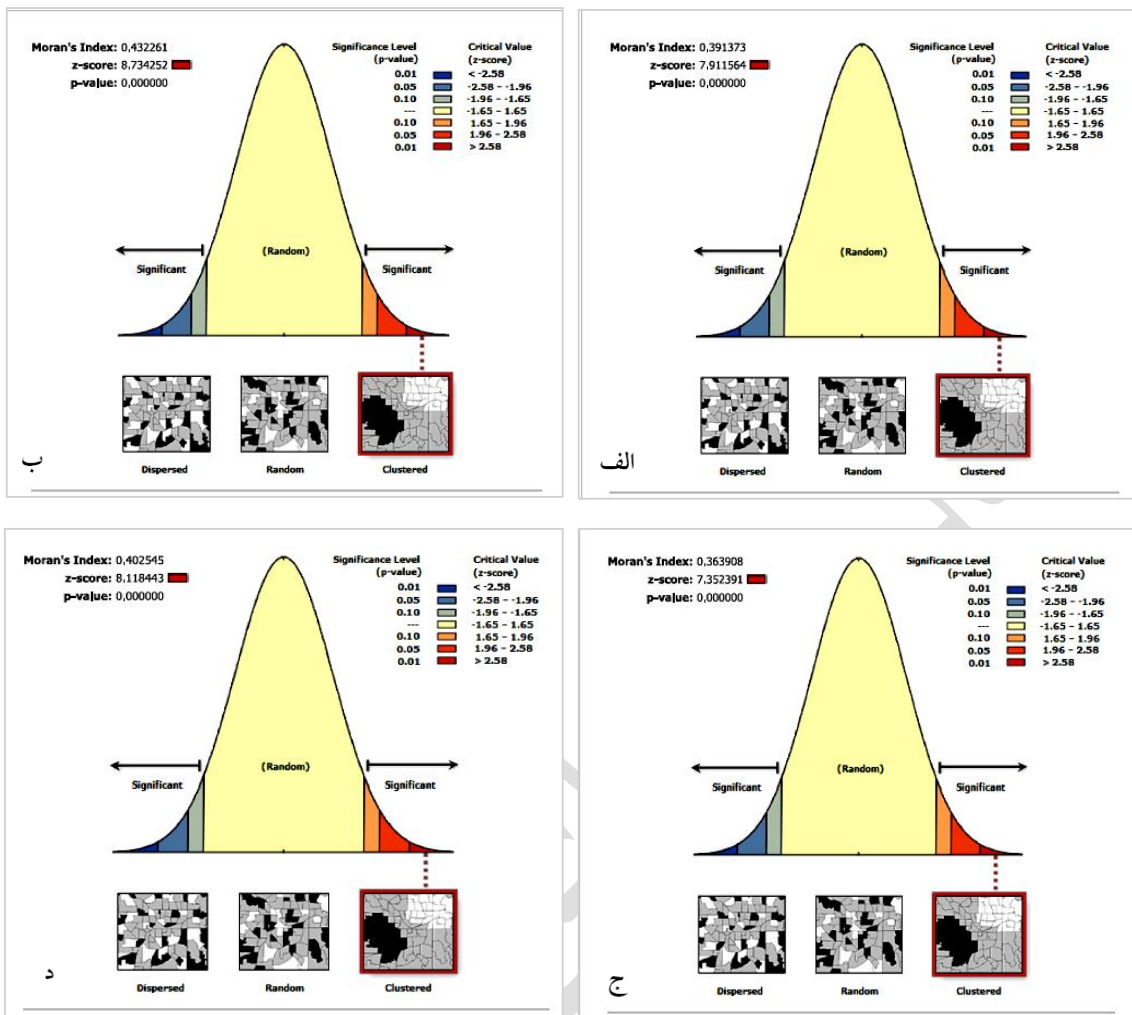 Moran's Index: 0,432261
z-score: 8,734252
p-value: 0,000000
Significance Level
(p-value)
Critical Value
(z-score)
0.01 < -2.58
0.05 -2.58 - -1.96
0.10 -1.96 - -1.65
--- -1.65 - 1.65
0.10 1.65 - 1.96
0.05 1.96 - 2.58
0.01 > 2.58
(Random)
Significant
Significant
ب
Dispersed
Random
Clustered
Moran's Index: 0,391373
z-score: 7,911564
p-value: 0,000000
Significance Level
(p-value)
Critical Value
(z-score)
0.01 < -2.58
0.05 -2.58 - -1.96
0.10 -1.96 - -1.65
--- -1.65 - 1.65
0.10 1.65 - 1.96
0.05 1.96 - 2.58
0.01 > 2.58
(Random)
Significant
Significant
الف
Dispersed
Random
Clustered
Moran's Index: 0,402545
z-score: 8,118443
p-value: 0,000000
Significance Level
(p-value)
Critical Value
(z-score)
0.01 < -2.58
0.05 -2.58 - -1.96
0.10 -1.96 - -1.65
--- -1.65 - 1.65
0.10 1.65 - 1.96
0.05 1.96 - 2.58
0.01 > 2.58
(Random)
Significant
Significant
د
Dispersed
Random
Clustered
Moran's Index: 0,363908
z-score: 7,352391
p-value: 0,000000
Significance Level
(p-value)
Critical Value
(z-score)
0.01 < -2.58
0.05 -2.58 - -1.96
0.10 -1.96 - -1.65
--- -1.65 - 1.65
0.10 1.65 - 1.96
0.05 1.96 - 2.58
0.01 > 2.58
(Random)
Significant
Significant
ج
Dispersed
Random
Clustered